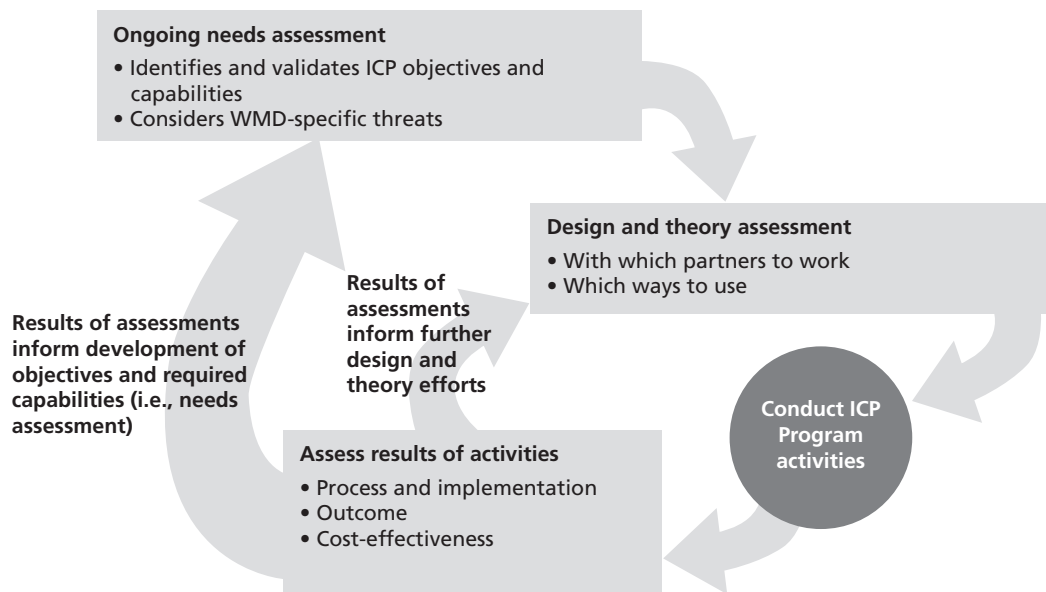 Ongoing needs assessment
• Identifies and validates ICP objectives and
capabilities
• Considers WMD-specific threats
Design and theory assessment
• With which partners to work
• Which ways to use
Results of
assessments
inform further
design and
theory efforts
Results of assessments
inform development of
objectives and required
capabilities (i.e., needs
assessment)
Conduct ICP
Program
activities
Assess results of activities
• Process and implementation
• Outcome
• Cost-effectiveness